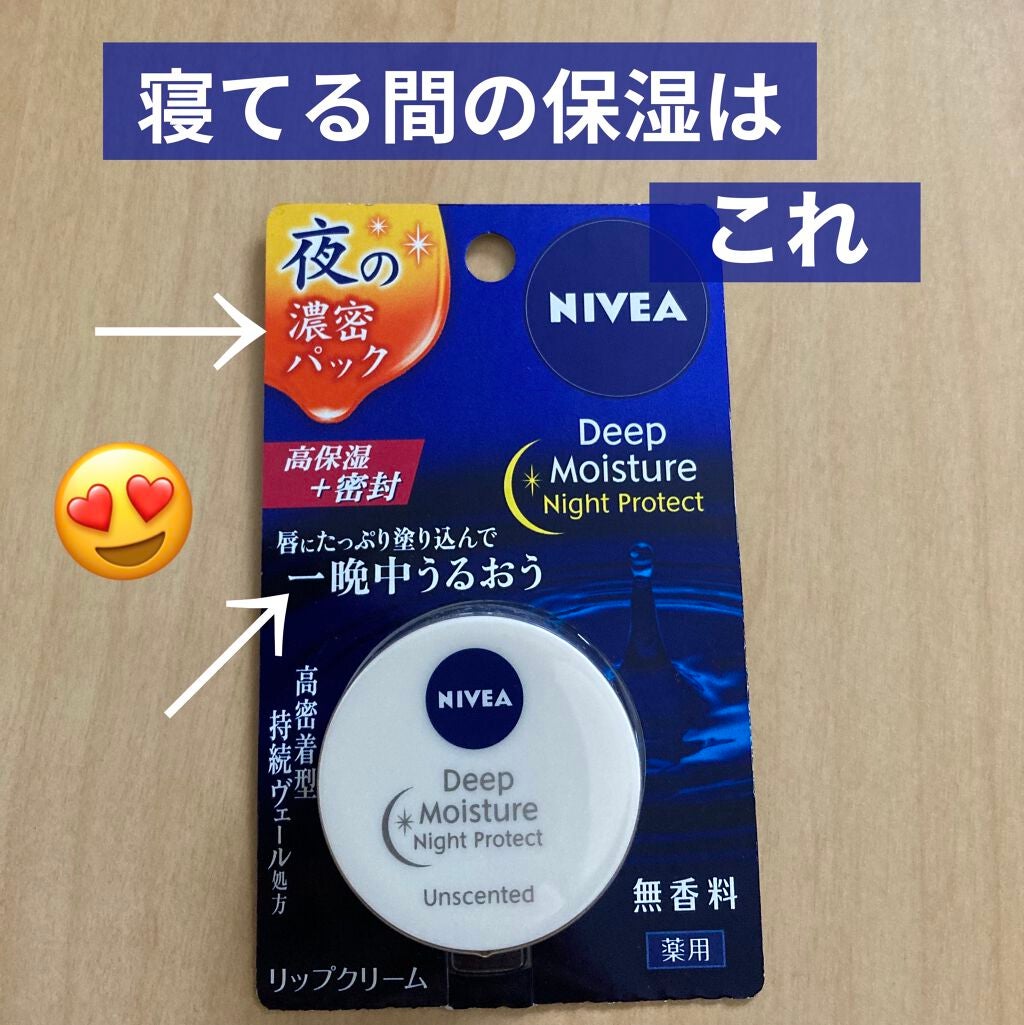 寝てる間の保湿は
これ
夜の
濃密
パック
NIVEA
Deep
Moisture
Night Protect
高保湿
+密封
唇にたっぷり塗り込んで
一晩中うるおう
高密着型
持続ヴェール処方
NIVEA
Deep
Moisture
Night Protect
Unscented
無香料
薬用
リップクリーム